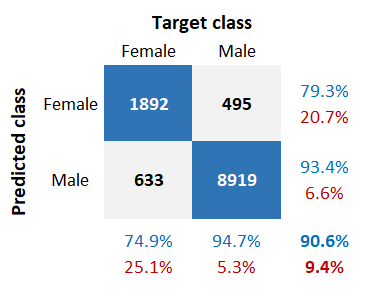 Target class
Female Male
Predicted class
Female 1892 495 79.3%
20.7%
Male 633 8919 93.4%
6.6%
74.9% 94.7% 90.6%
25.1% 5.3% 9.4%